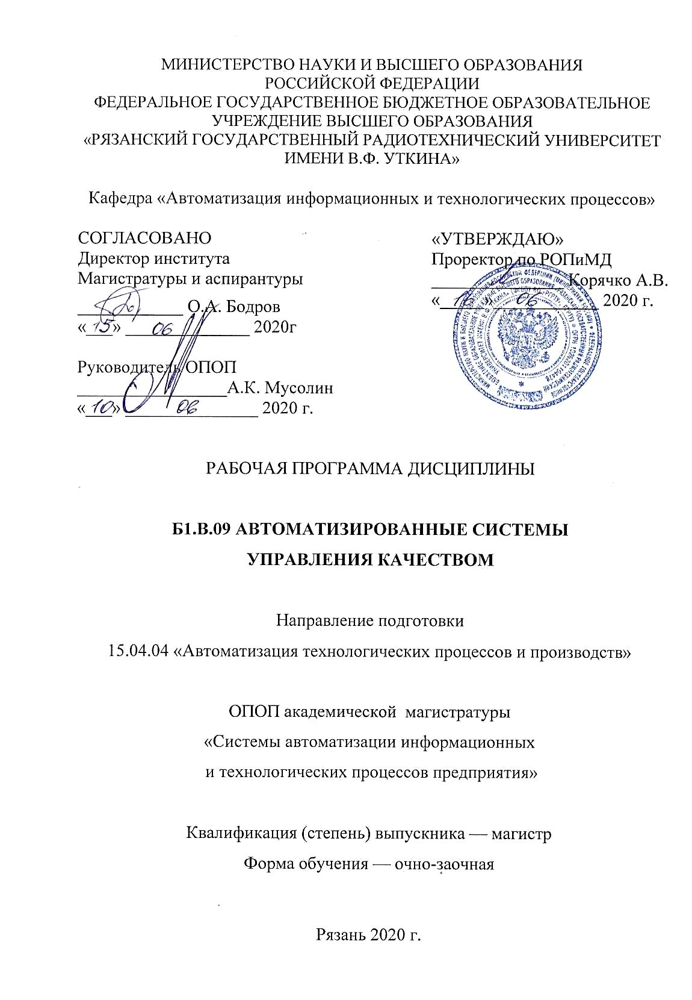 МИНИСТЕРСТВО НАУКИ И ВЫСШЕГО ОБРАЗОВАНИЯ
РОССИЙСКОЙ ФЕДЕРАЦИИ
ФЕДЕРАЛЬНОЕ ГОСУДАРСТВЕННОЕ БЮДЖЕТНОЕ ОБРАЗОВАТЕЛЬНОЕ
УЧРЕЖДЕНИЕ ВЫСШЕГО ОБРАЗОВАНИЯ
«РЯЗАНСКИЙ ГОСУДАРСТВЕННЫЙ РАДИОТЕХНИЧЕСКИЙ УНИВЕРСИТЕТ
ИМЕНИ В.Ф. УТКИНА»
Кафедра «Автоматизация информационных и технологических процессов»
СОГЛАСОВАНО
Директор института
Магистратуры и аспирантуры
____________ О.А. Бодров
«15» 06 2020г
Руководитель ОПОП
_________________А.К. Мусолин
«10» 06 2020 г.
«УТВЕРЖДАЮ»
Проректор по РОПиМД
_______________ Корячко А.В.
«15» 06 2020 г.
РАБОЧАЯ ПРОГРАММА ДИСЦИПЛИНЫ
Б1.В.09 АВТОМАТИЗИРОВАННЫЕ СИСТЕМЫ
УПРАВЛЕНИЯ КАЧЕСТВОМ
Направление подготовки
15.04.04 «Автоматизация технологических процессов и производств»
ОПОП академической магистратуры
«Системы автоматизации информационных
и технологических процессов предприятия»
Квалификация (степень) выпускника — магистр
Форма обучения — очно-заочная
Рязань 2020 г.